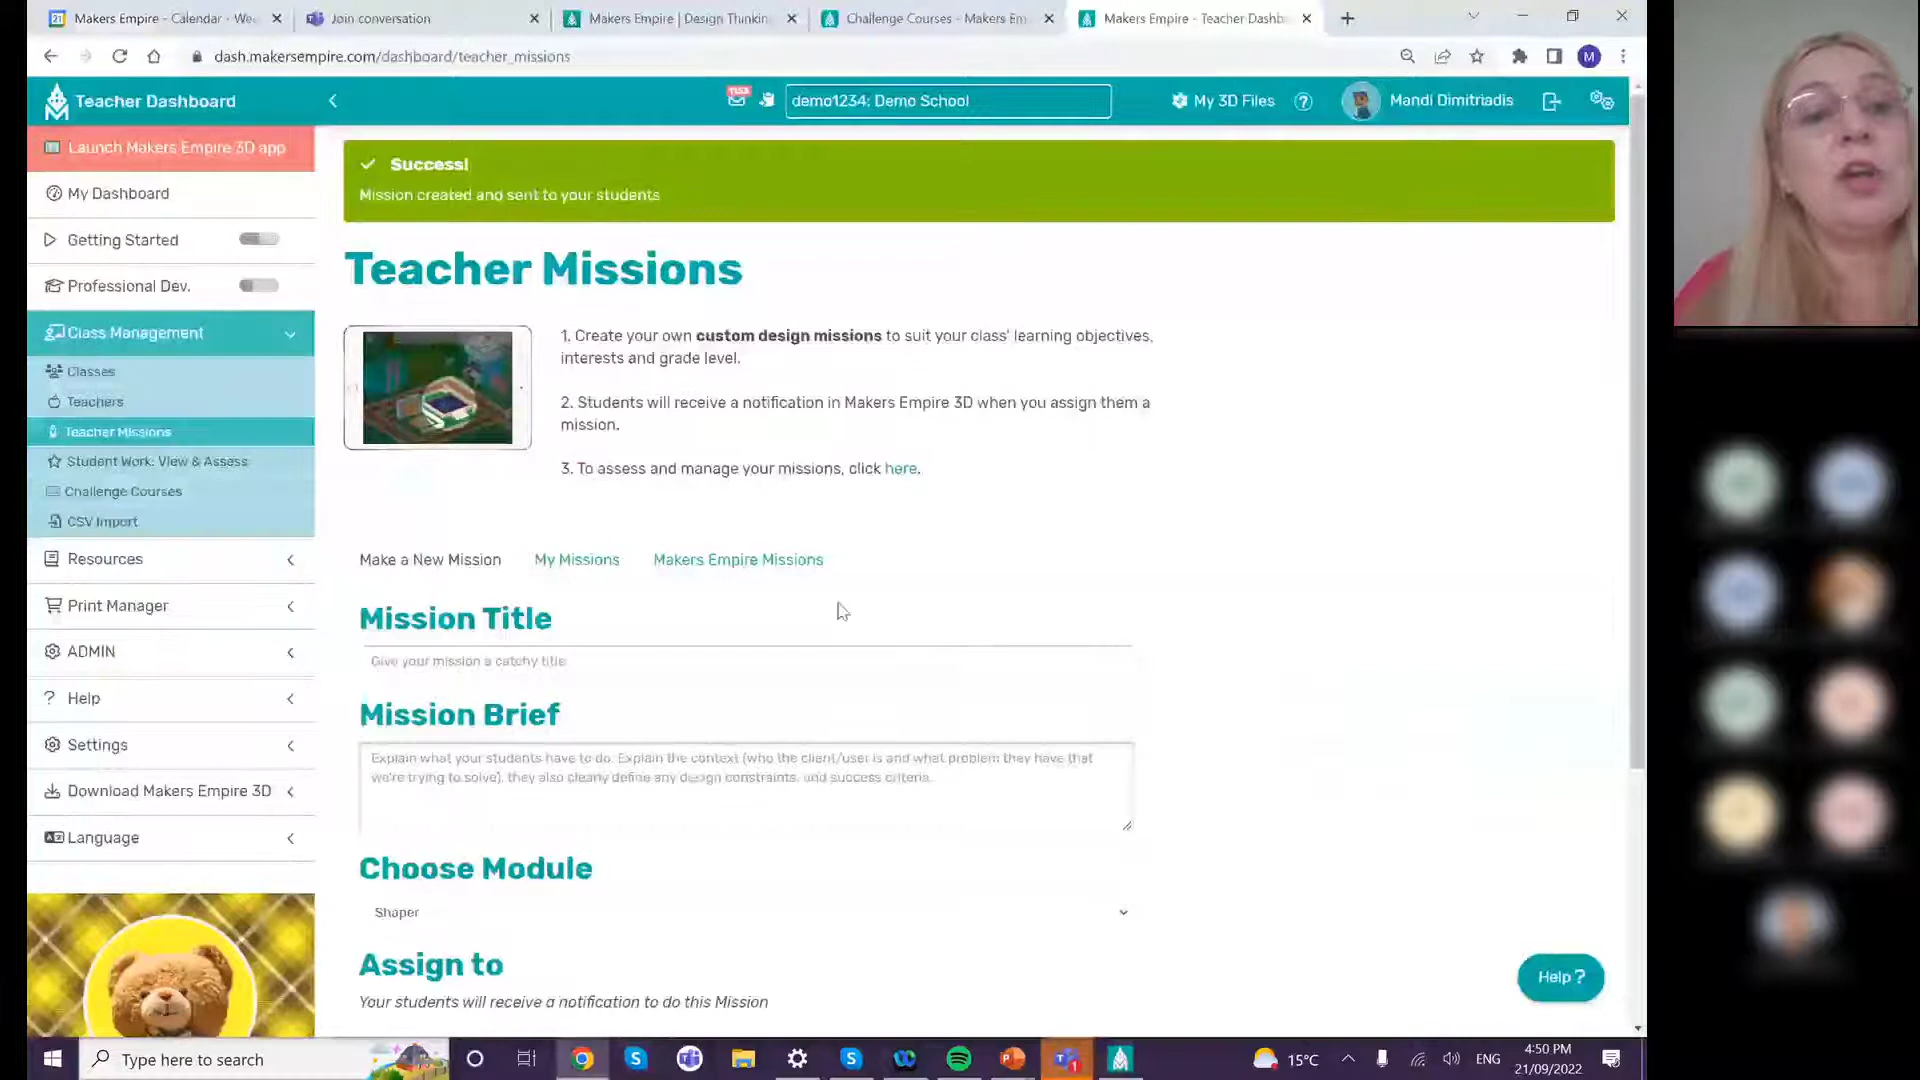 Makers Empire - Calendar - We
Join conversation
Makers Empire | Design Thinkin
Challenge Courses - Makers Em
Makers Empire - Teacher Dashb
dash.makersempire.com/dashboard/teacher_missions
M
Teacher Dashboard
demo1234: Demo School
My 3D Files
Mandi Dimitriadis
Launch Makers Empire 3D app
My Dashboard
Getting Started
Professional Dev.
Class Management
Classes
Teachers
Teacher Missions
Student Work: View & Assess
Challenge Courses
CSV Import
Resources
Print Manager
ADMIN
Help
Settings
Download Makers Empire 3D
Language
Success!
Mission created and sent to your students
Teacher Missions
1. Create your own custom design missions to suit your class' learning objectives,
interests and grade level.
2. Students will receive a notification in Makers Empire 3D when you assign them a
mission.
3. To assess and manage your missions, click here.
Make a New Mission
My Missions
Makers Empire Missions
Mission Title
Give your mission a catchy title
Mission Brief
Explain what your students have to do. Explain the context (who the client/user is and what problem they have that
we're trying to solve), they also clearly define any design constraints, and success criteria.
Choose Module
Shaper
Assign to
Your students will receive a notification to do this Mission
Help ?
Type here to search
15°C
ENG
4:50 PM
21/09/2022